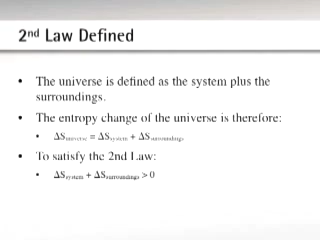 2nd Law Defined
• The universe is defined as the system plus the
surroundings.
• The entropy change of the universe is therefore:
• ΔSuniverse = ΔSsystem + ΔSsurroundings
• To satisfy the 2nd Law:
• ΔSsystem + ΔSsurroundings > 0